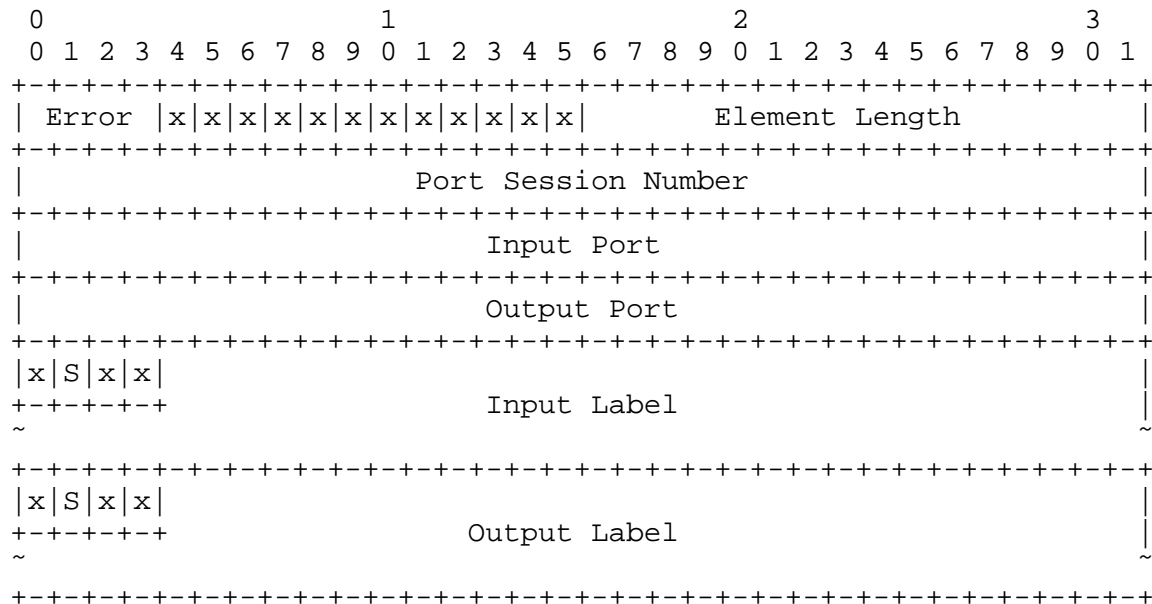 0                   1                   2                   3
 0 1 2 3 4 5 6 7 8 9 0 1 2 3 4 5 6 7 8 9 0 1 2 3 4 5 6 7 8 9 0 1
+-+-+-+-+-+-+-+-+-+-+-+-+-+-+-+-+-+-+-+-+-+-+-+-+-+-+-+-+-+-+-+-+
| Error |x|x|x|x|x|x|x|x|x|x|x|x|       Element Length          |
+-+-+-+-+-+-+-+-+-+-+-+-+-+-+-+-+-+-+-+-+-+-+-+-+-+-+-+-+-+-+-+-+
|                      Port Session Number                      |
+-+-+-+-+-+-+-+-+-+-+-+-+-+-+-+-+-+-+-+-+-+-+-+-+-+-+-+-+-+-+-+-+
|                          Input Port                           |
+-+-+-+-+-+-+-+-+-+-+-+-+-+-+-+-+-+-+-+-+-+-+-+-+-+-+-+-+-+-+-+-+
|                          Output Port                          |
+-+-+-+-+-+-+-+-+-+-+-+-+-+-+-+-+-+-+-+-+-+-+-+-+-+-+-+-+-+-+-+-+
|x|S|x|x|                                                       |
+-+-+-+-+                  Input Label                          |
~                                                               ~
+-+-+-+-+-+-+-+-+-+-+-+-+-+-+-+-+-+-+-+-+-+-+-+-+-+-+-+-+-+-+-+-+
|x|S|x|x|                                                       |
+-+-+-+-+                 Output Label                          |
~                                                               ~
+-+-+-+-+-+-+-+-+-+-+-+-+-+-+-+-+-+-+-+-+-+-+-+-+-+-+-+-+-+-+-+-+